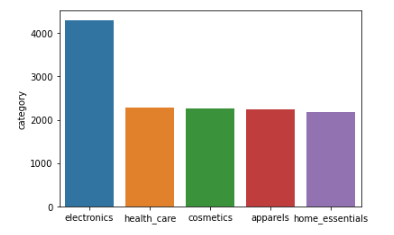 4000
3000
2000
1000
0
category
electronics health_care cosmetics apparels home_essentials